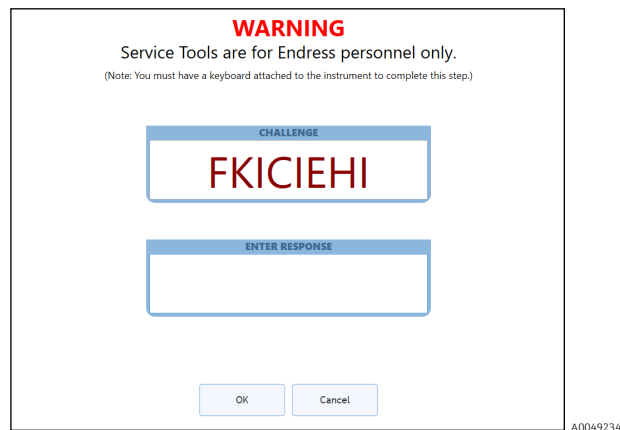 WARNING
Service Tools are for Endress personnel only.
(Note: You must have a keyboard attached to the instrument to complete this step.)
CHALLENGE
FKICIEHI
ENTER RESPONSE
OK Cancel
A0049234